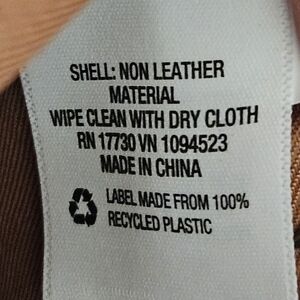 SHELL: NON LEATHER
MATERIAL
WIPE CLEAN WITH DRY CLOTH
RN 17730 VN 1094523
MADE IN CHINA
LABEL MADE FROM 100%
RECYCLED PLASTIC